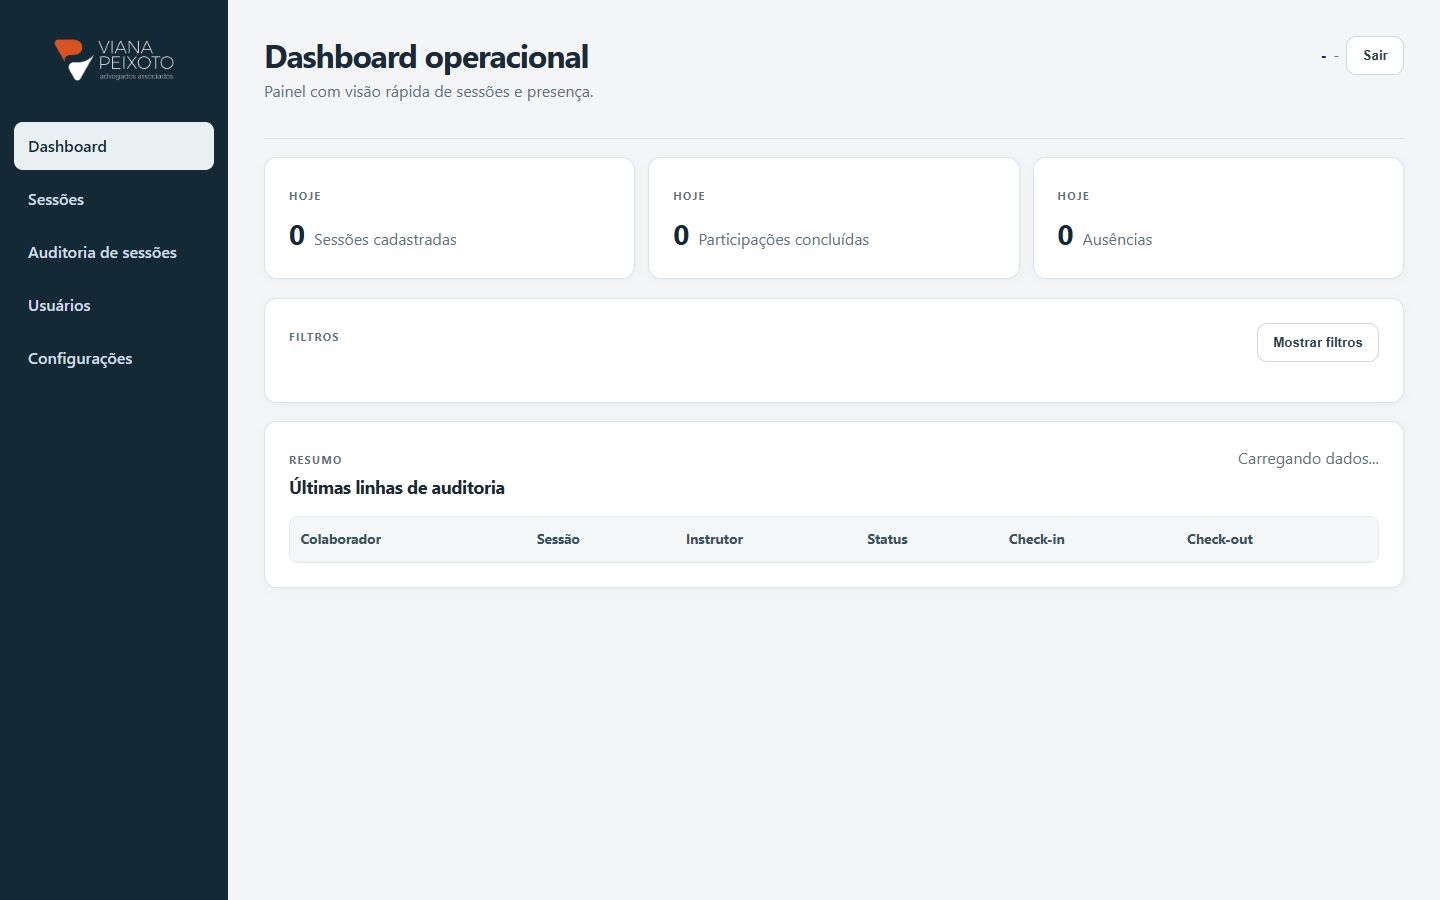 VIANA
PEIXOTO
advogados associados
Dashboard
Sessões
Auditoria de sessões
Usuários
Configurações
Dashboard operacional
Painel com visão rápida de sessões e presença.
- - Sair
HOJE
0 Sessões cadastradas
HOJE
0 Participações concluídas
HOJE
0 Ausências
FILTROS
Mostrar filtros
RESUMO
Últimas linhas de auditoria
Carregando dados...
Colaborador Sessão Instrutor Status Check-in Check-out